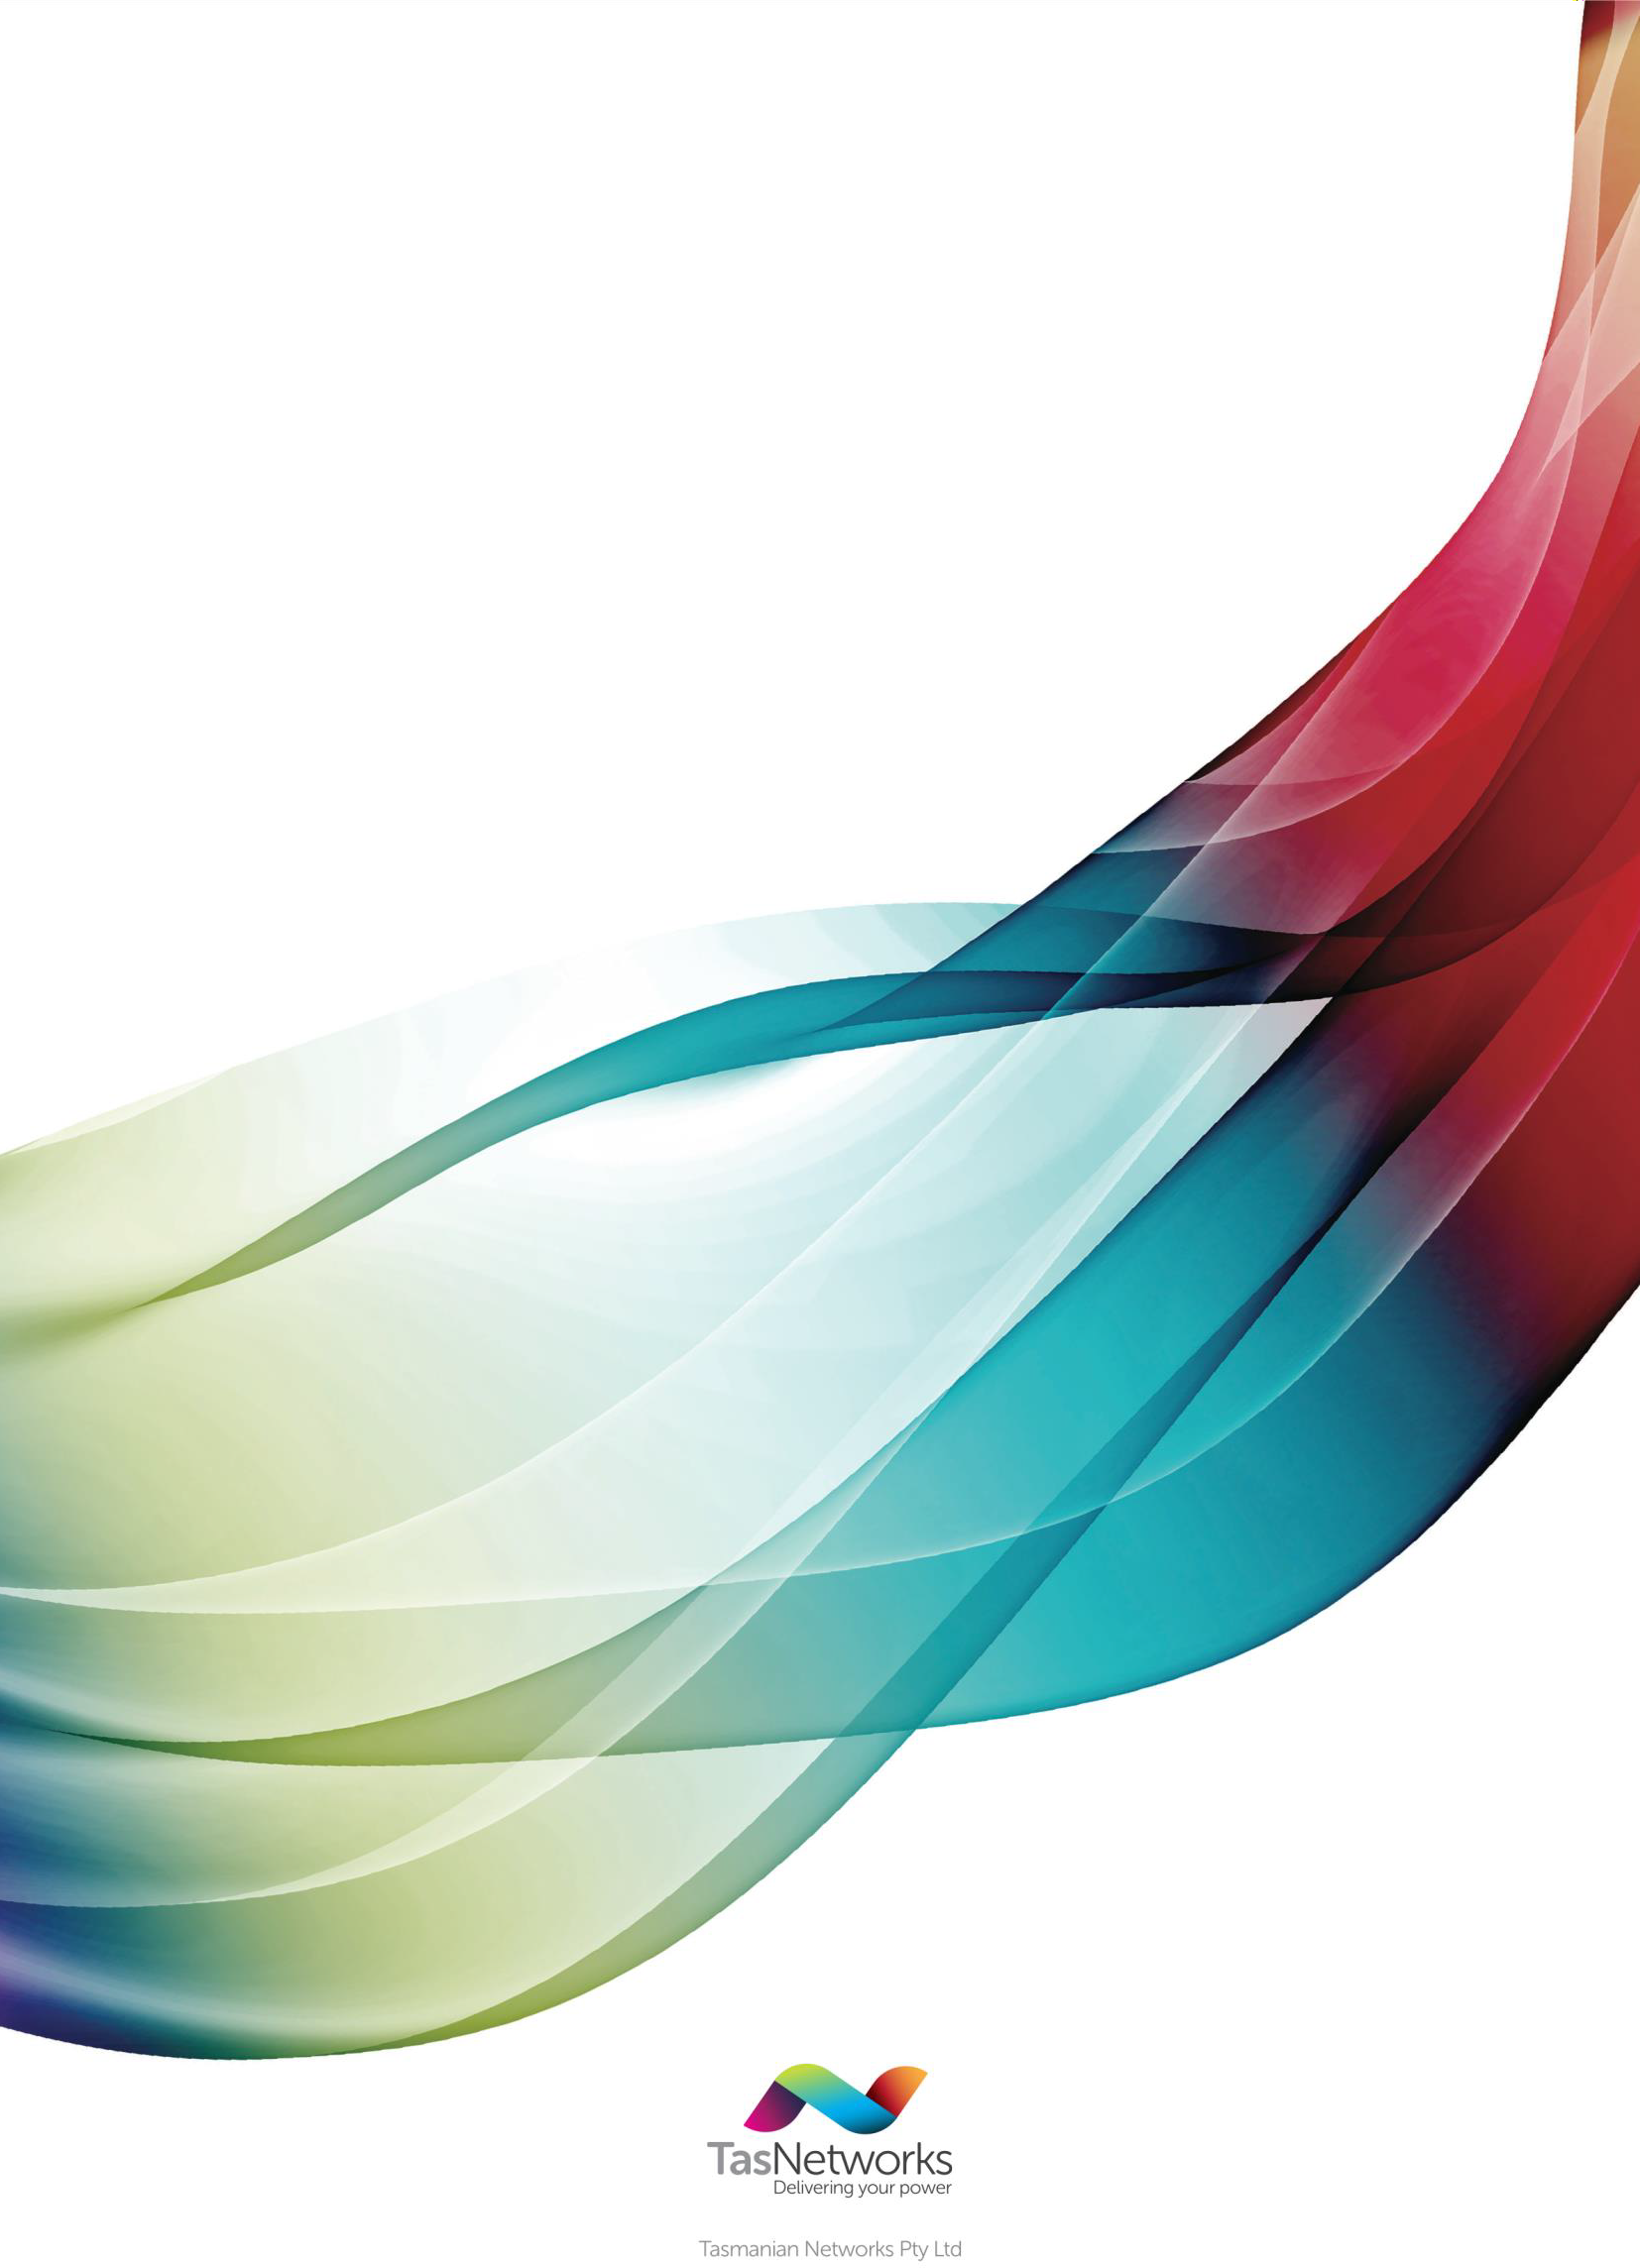 TasNetworks
Delivering your power
Tasmanian Networks Pty Ltd